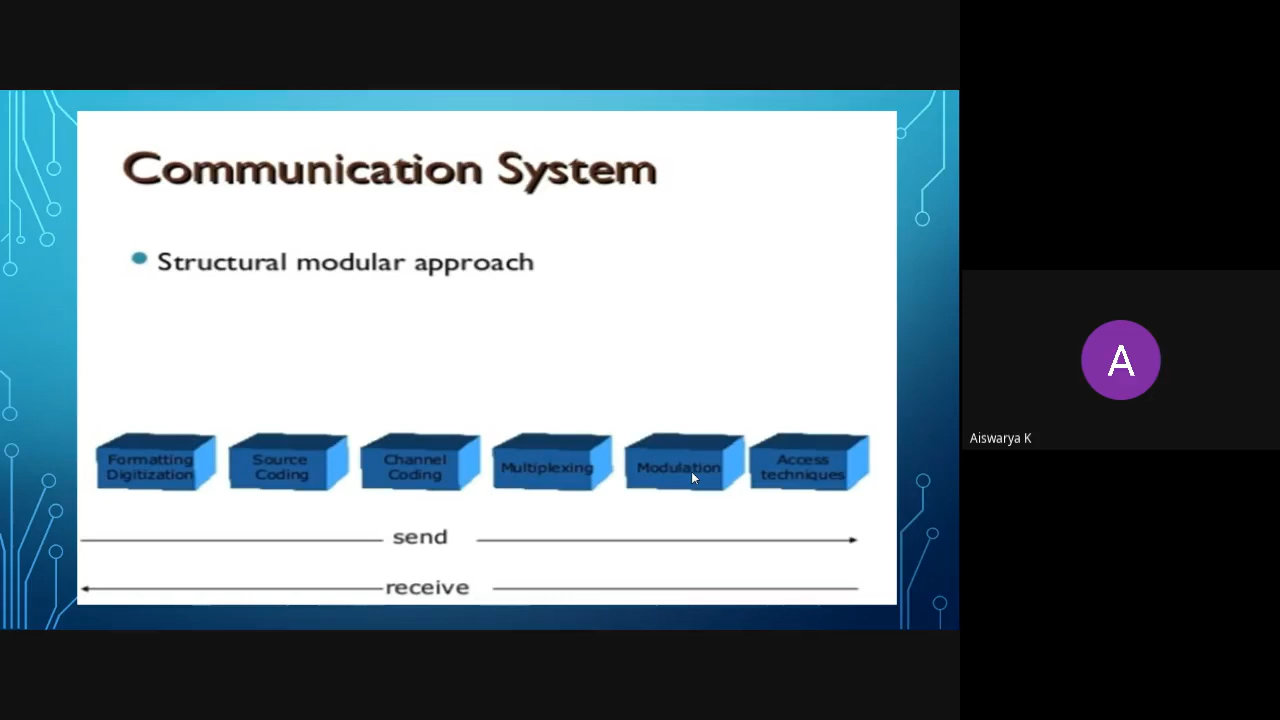 Communication System
Structural modular approach
Formatting
Digitization
Source
Coding
Channel
Coding
Multiplexing
Modulation
Access
techniques
send
receive
A
Aiswarya K